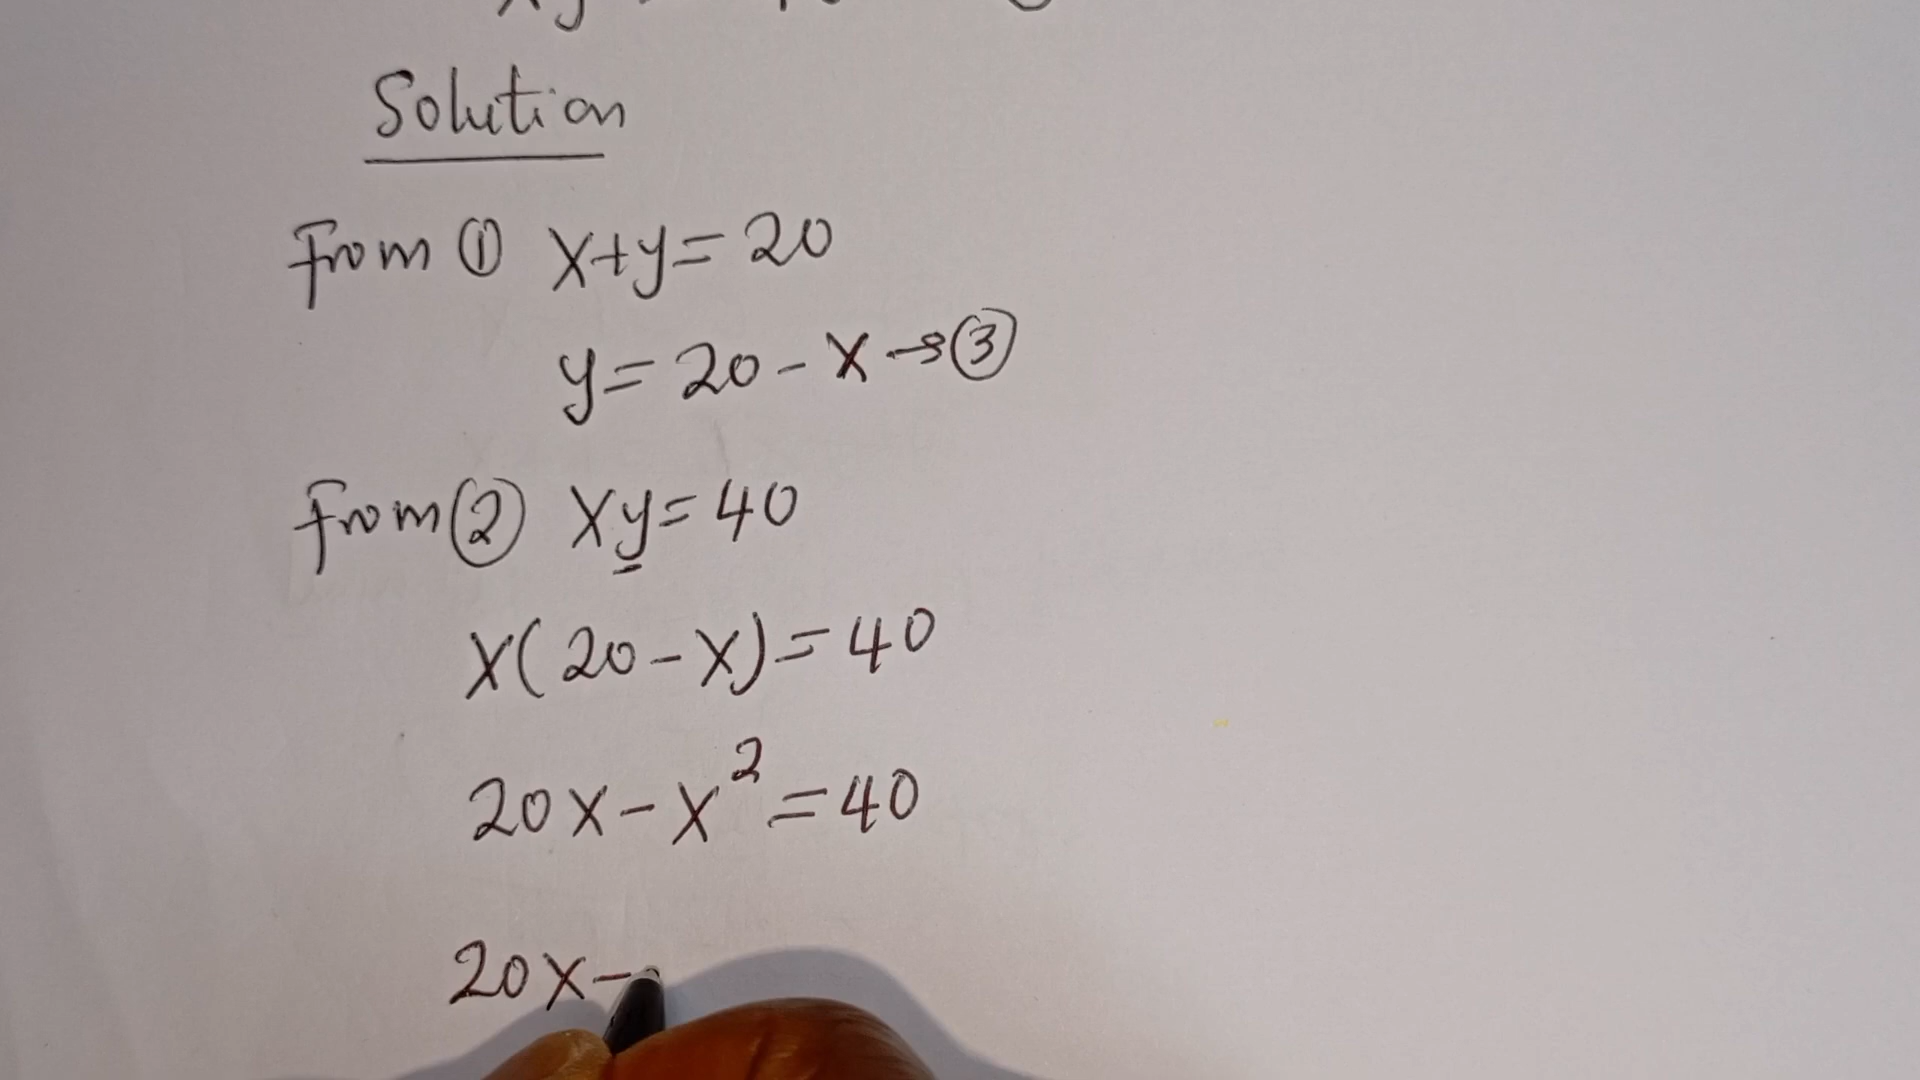 Solution
From ① x+y=20
y=20-x→③
From ② xy=40
x(20-x)=40
20x-x²=40
20x-